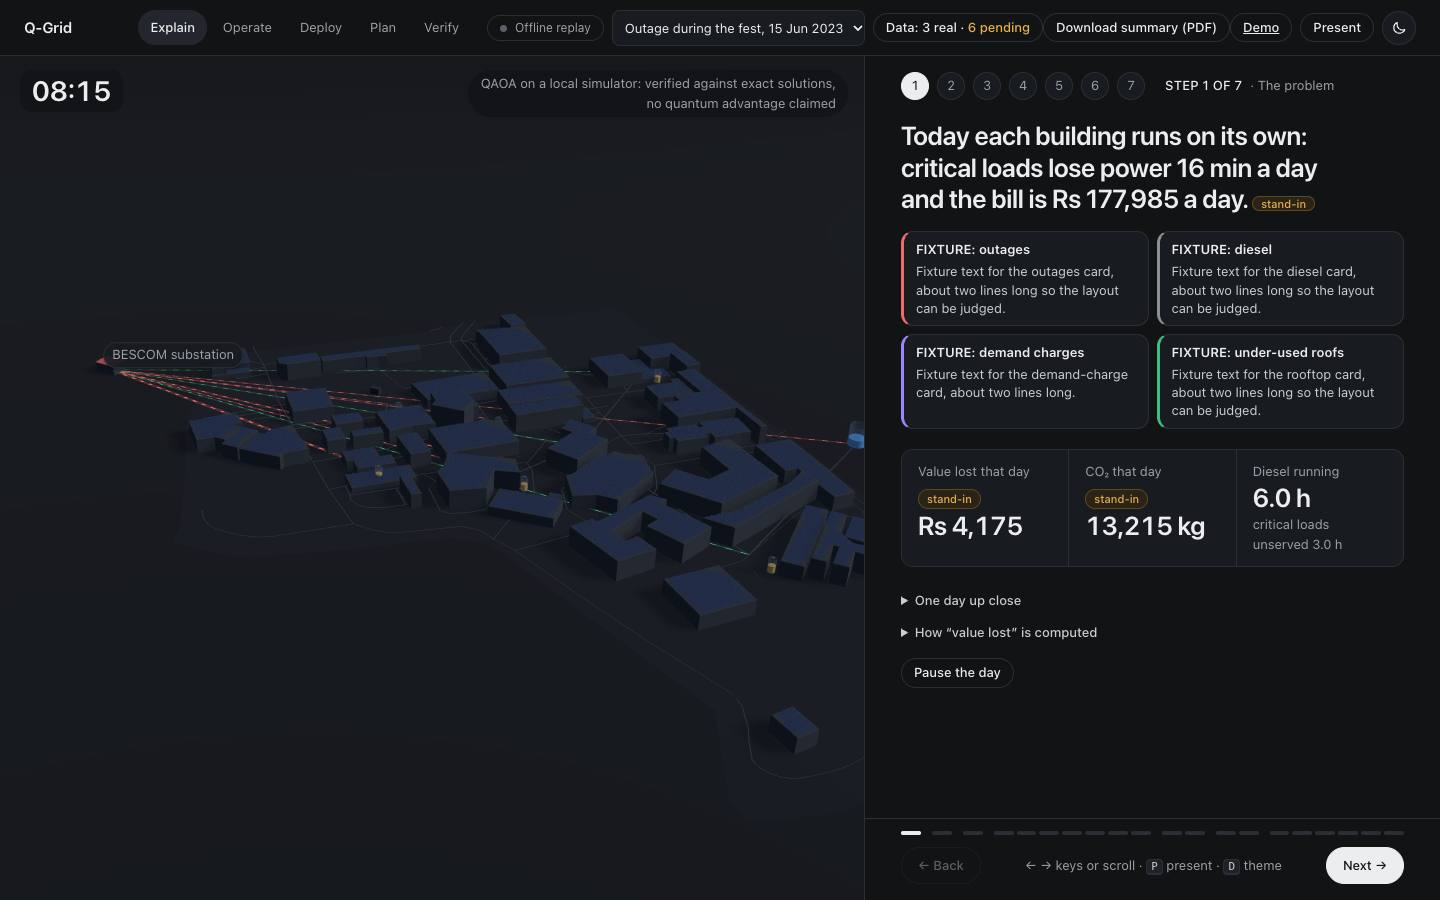 Q-Grid
Explain
Operate
Deploy
Plan
Verify
Offline replay
Outage during the fest, 15 Jun 2023
Data: 3 real · 6 pending
Download summary (PDF)
Demo
Present
08:15
QAOA on a local simulator: verified against exact solutions,
no quantum advantage claimed
BESCOM substation
1 2 3 4 5 6 7 STEP 1 OF 7 · The problem
Today each building runs on its own:
critical loads lose power 16 min a day
and the bill is Rs 177,985 a day. stand-in
FIXTURE: outages
Fixture text for the outages card,
about two lines long so the layout
can be judged.
FIXTURE: diesel
Fixture text for the diesel card,
about two lines long so the layout
can be judged.
FIXTURE: demand charges
Fixture text for the demand-charge
card, about two lines long.
FIXTURE: under-used roofs
Fixture text for the rooftop card,
about two lines long so the layout
can be judged.
Value lost that day
stand-in
Rs 4,175
CO₂ that day
stand-in
13,215 kg
Diesel running
6.0 h
critical loads
unserved 3.0 h
▶ One day up close
▶ How “value lost” is computed
Pause the day
← Back
← → keys or scroll · P present · D theme
Next →